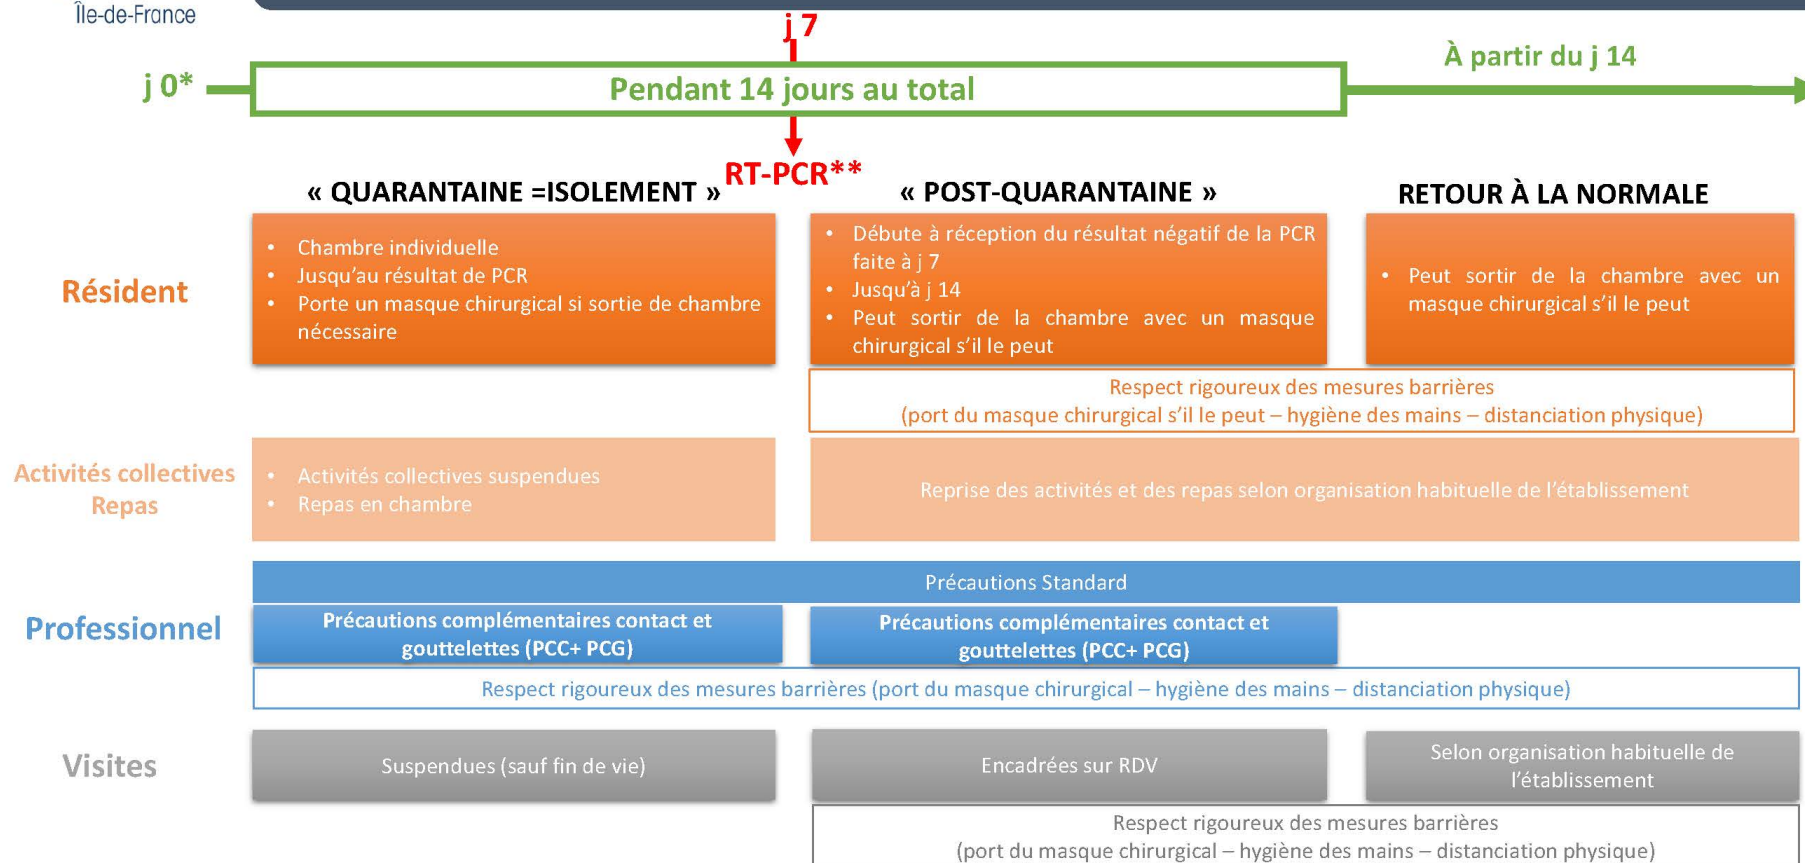 Île-de-France
j 7
À partir du j 14
j 0*
Pendant 14 jours au total
RT-PCR**
« QUARANTAINE =ISOLEMENT »
« POST-QUARANTAINE »
RETOUR À LA NORMALE
Résident
• Chambre individuelle
• Jusqu'au résultat de PCR
• Porte un masque chirurgical si sortie de chambre
nécessaire
• Débute à réception du résultat négatif de la PCR
faite à j 7
• Jusqu'à j 14
• Peut sortir de la chambre avec un masque
chirurgical s'il le peut
• Peut sortir de la chambre avec un
masque chirurgical s'il le peut
Respect rigoureux des mesures barrières
(port du masque chirurgical s'il le peut – hygiène des mains – distanciation physique)
Activités collectives
Repas
• Activités collectives suspendues
• Repas en chambre
Reprise des activités et des repas selon organisation habituelle de l'établissement
Professionnel
Précautions Standard
Précautions complémentaires contact et
gouttelettes (PCC+ PCG)
Précautions complémentaires contact et
gouttelettes (PCC+ PCG)
Respect rigoureux des mesures barrières (port du masque chirurgical – hygiène des mains – distanciation physique)
Visites
Suspendues (sauf fin de vie)
Encadrées sur RDV
Selon organisation habituelle de
l'établissement
Respect rigoureux des mesures barrières
(port du masque chirurgical – hygiène des mains – distanciation physique)